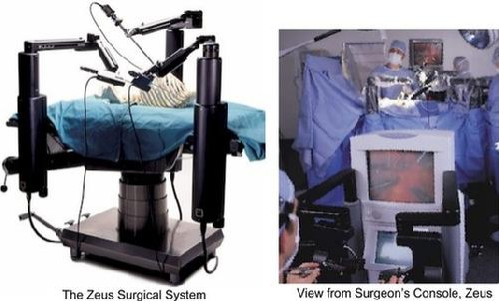 The Zeus Surgical System
View from Surgeon's Console, Zeus